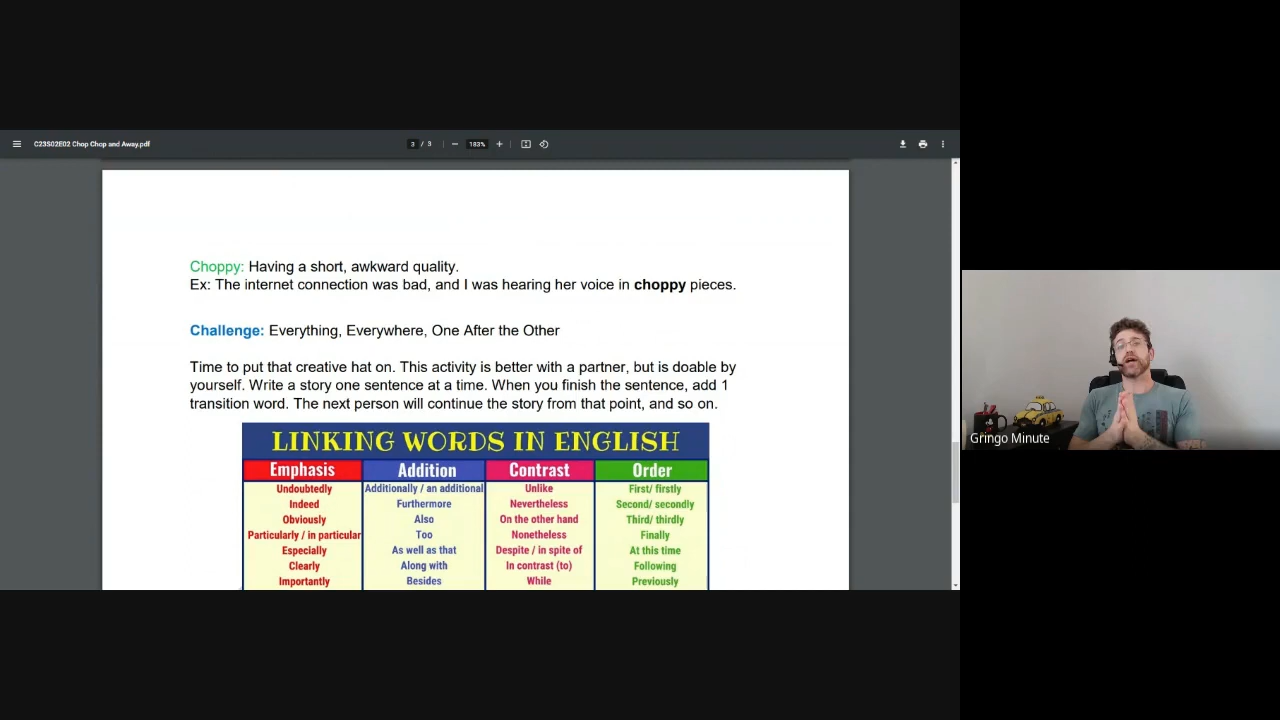 C23S02E02 Chop Chop and Away.pdf
3 / 3
183%
Choppy: Having a short, awkward quality.
Ex: The internet connection was bad, and I was hearing her voice in choppy pieces.
Challenge: Everything, Everywhere, One After the Other
Time to put that creative hat on. This activity is better with a partner, but is doable by
yourself. Write a story one sentence at a time. When you finish the sentence, add 1
transition word. The next person will continue the story from that point, and so on.
LINKING WORDS IN ENGLISH
Emphasis Addition Contrast Order
Undoubtedly Additionally / an additional Unlike First/ firstly
Indeed Furthermore Nevertheless Second/ secondly
Obviously Also On the other hand Third/ thirdly
Particularly / in particular Too Nonetheless Finally
Especially As well as that Despite / in spite of At this time
Clearly Along with In contrast (to) Following
Importantly Besides While Previously
Gringo Minute